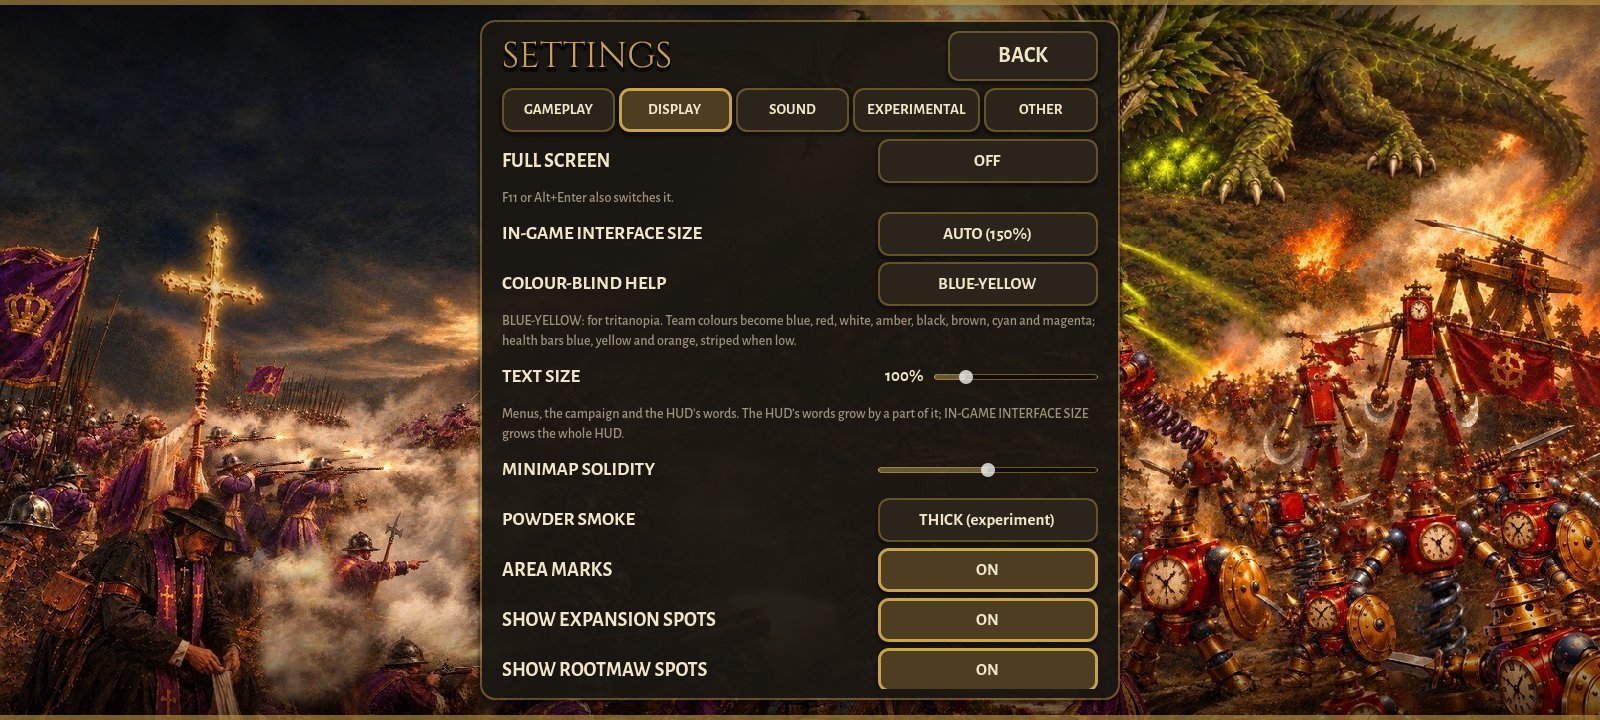 SETTINGS
BACK
GAMEPLAY
DISPLAY
SOUND
EXPERIMENTAL
OTHER
FULL SCREEN
OFF
F11 or Alt+Enter also switches it.
IN-GAME INTERFACE SIZE
AUTO (150%)
COLOUR-BLIND HELP
BLUE-YELLOW
BLUE-YELLOW: for tritanopia. Team colours become blue, red, white, amber, black, brown, cyan and magenta;
health bars blue, yellow and orange, striped when low.
TEXT SIZE
100%
Menus, the campaign and the HUD's words. The HUD's words grow by a part of it; IN-GAME INTERFACE SIZE
grows the whole HUD.
MINIMAP SOLIDITY
POWDER SMOKE
THICK (experiment)
AREA MARKS
ON
SHOW EXPANSION SPOTS
ON
SHOW ROOTMAW SPOTS
ON